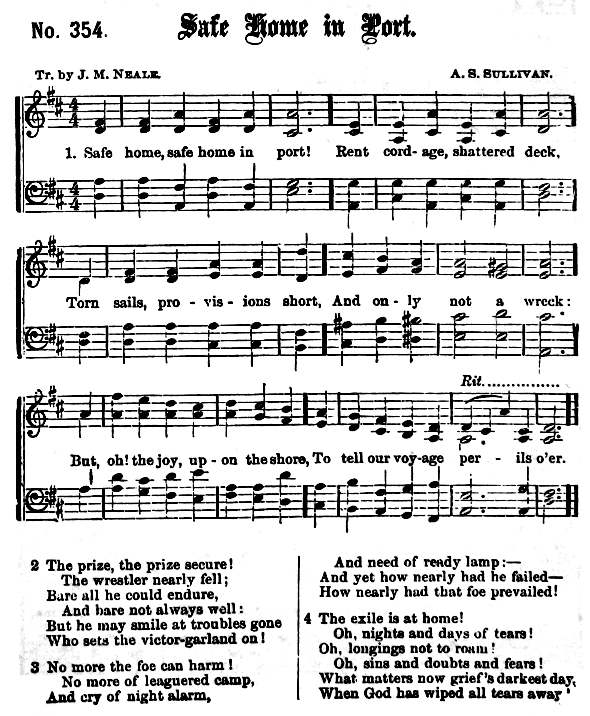 No. 354. Safe Home in Port.
Tr. by J. M. NEALE. A. S. SULLIVAN.
4 4
1. Safe home, safe home in port! Rent cord- age, shattered deck,
4 4
Torn sails, pro - vis - ions short, And on - ly not a wreck:
Rit................
But, oh! the joy, up - on the shore, To tell our voy-age per - ils o'er.
2 The prize, the prize secure!
The wrestler nearly fell;
Bare all he could endure,
And bare not always well:
But he may smile at troubles gone
Who sets the victor-garland on!
3 No more the foe can harm!
No more of leaguered camp,
And cry of night alarm,
And need of ready lamp:—
And yet how nearly had he failed—
How nearly had that foe prevailed!
4 The exile is at home!
Oh, nights and days of tears!
Oh, longings not to roam!
Oh, sins and doubts and fears!
What matters now grief's darkest day,
When God has wiped all tears away!